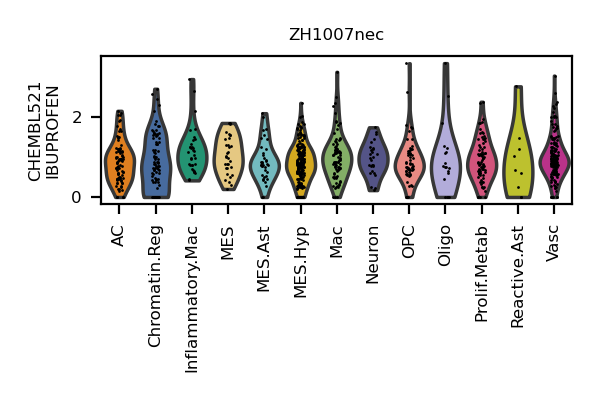 ZH1007nec
CHEMBL521
IBUPROFEN
2
0
AC
Chromatin.Reg
Inflammatory.Mac
MES
MES.Ast
MES.Hyp
Mac
Neuron
OPC
Oligo
Prolif.Metab
Reactive.Ast
Vasc